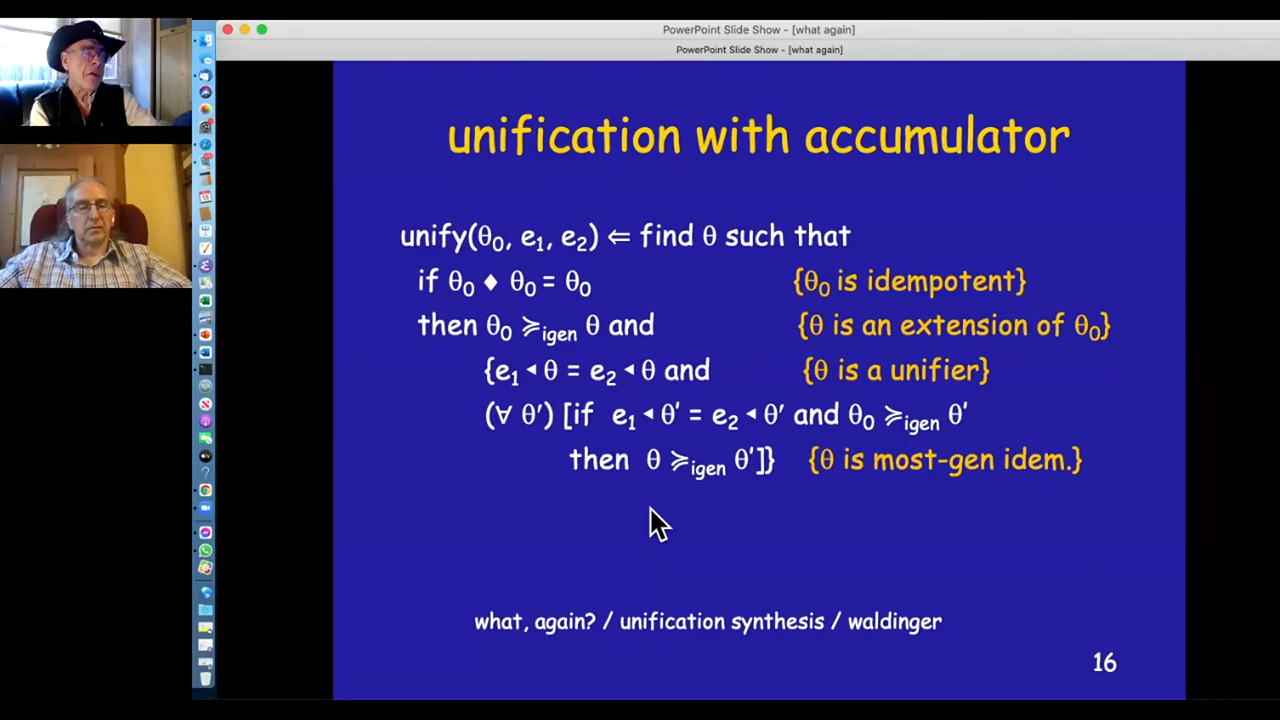 PowerPoint Slide Show - [what again]
PowerPoint Slide Show - [what again]
unification with accumulator
unify(θ₀, e₁, e₂) ⇐ find θ such that
if θ₀ ♦ θ₀ = θ₀ {θ₀ is idempotent}
then θ₀ ≽igen θ and {θ is an extension of θ₀}
{e₁ ◂ θ = e₂ ◂ θ and {θ is a unifier}
(∀ θ′) [if e₁ ◂ θ′ = e₂ ◂ θ′ and θ₀ ≽igen θ′
then θ ≽igen θ′]} {θ is most-gen idem.}
what, again? / unification synthesis / waldinger
16